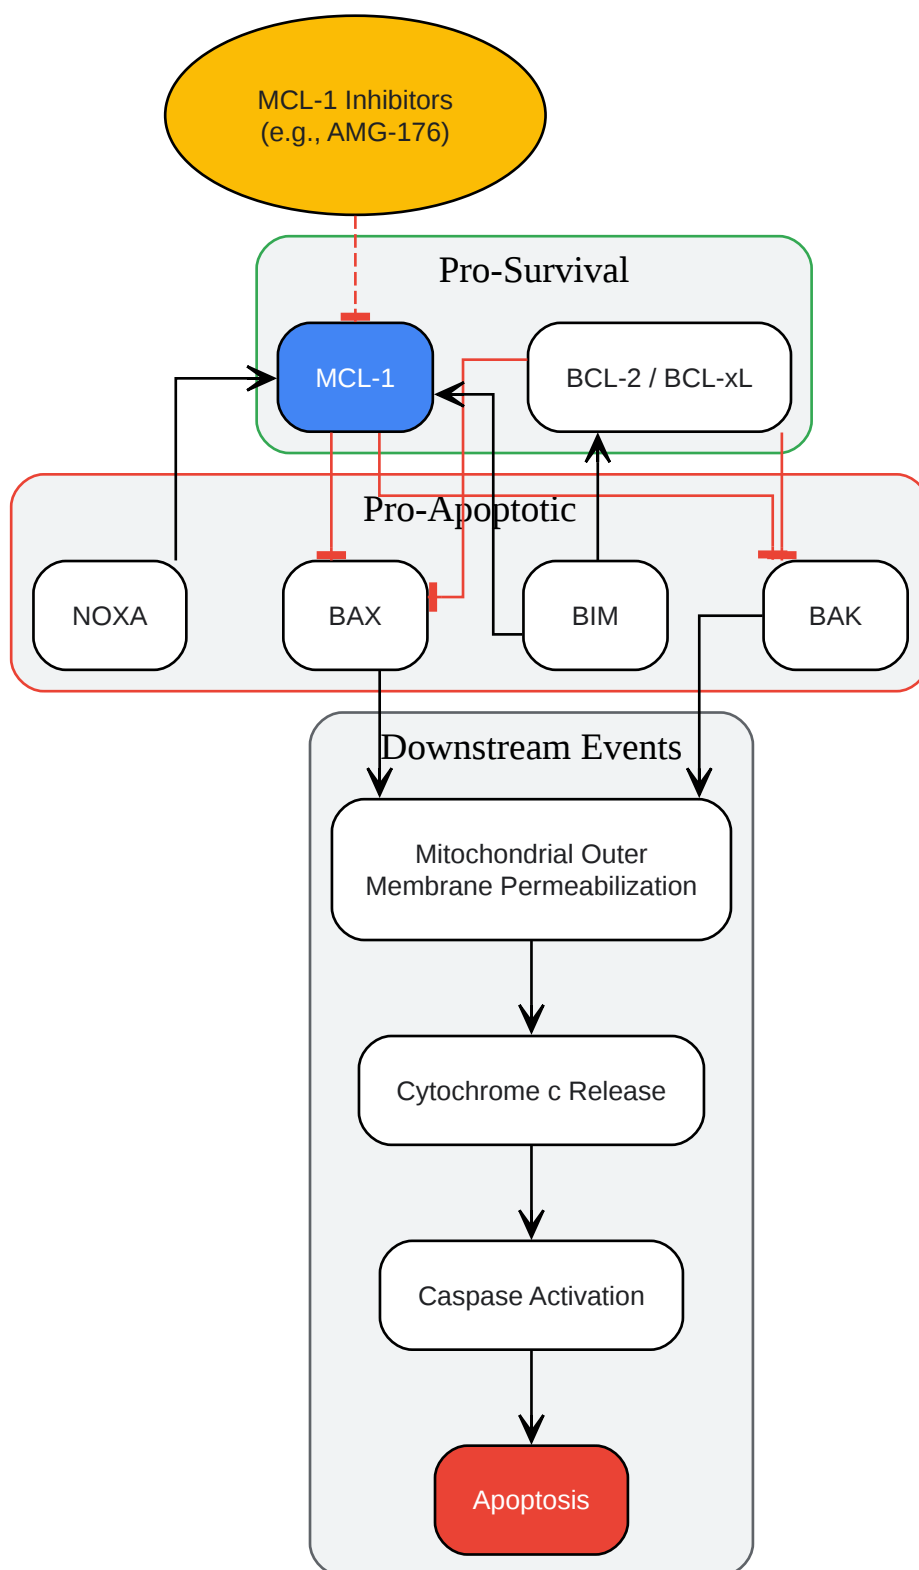 MCL-1 Inhibitors
(e.g., AMG-176)
Pro-Survival
MCL-1
BCL-2 / BCL-xL
Pro-Apoptotic
NOXA
BAX
BIM
BAK
Downstream Events
Mitochondrial Outer
Membrane Permeabilization
Cytochrome c Release
Caspase Activation
Apoptosis